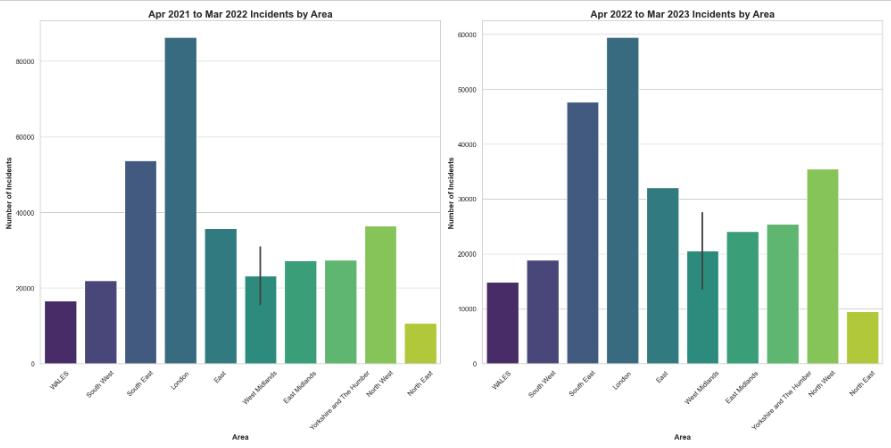 Apr 2021 to Mar 2022 Incidents by Area
Number of Incidents
80000
60000
40000
20000
0
WALES
South West
South East
London
East
West Midlands
East Midlands
Yorkshire and The Humber
North West
North East
Area
Apr 2022 to Mar 2023 Incidents by Area
Number of Incidents
60000
50000
40000
30000
20000
10000
0
WALES
South West
South East
London
East
West Midlands
East Midlands
Yorkshire and The Humber
North West
North East
Area